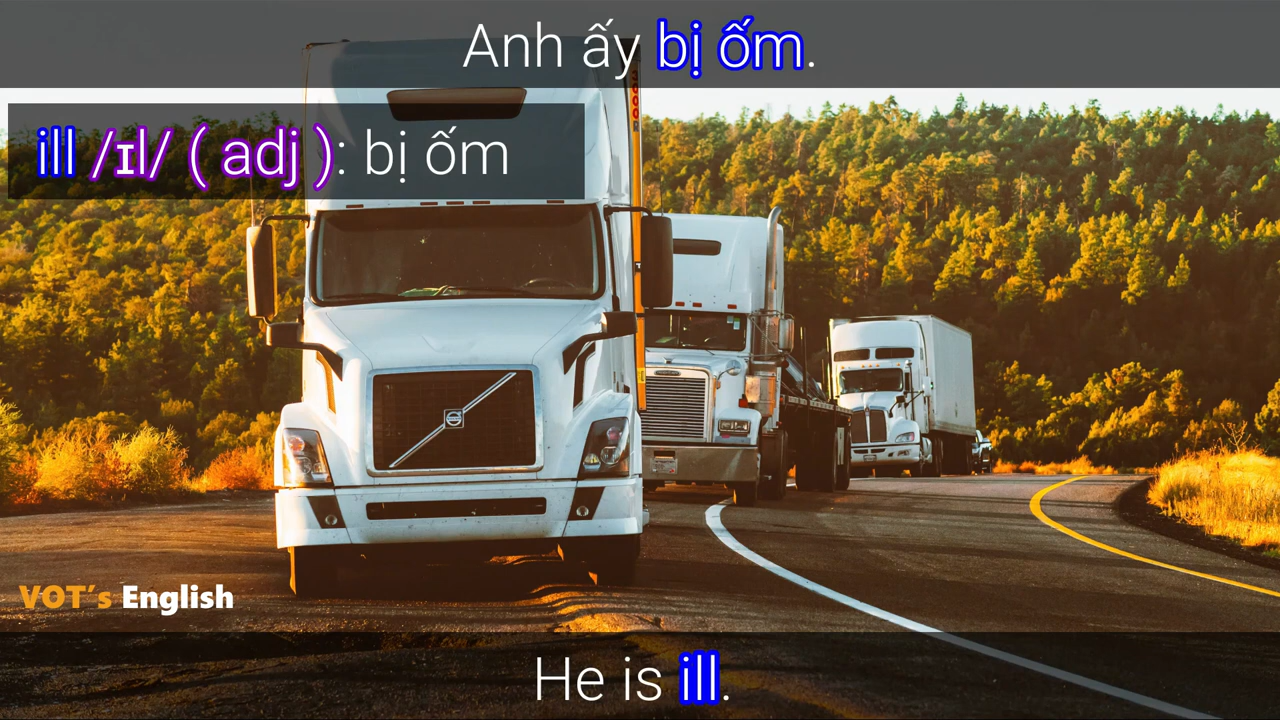 Anh ấy bị ốm.
ill /ɪl/ ( adj ): bị ốm
VOT's English
He is ill.